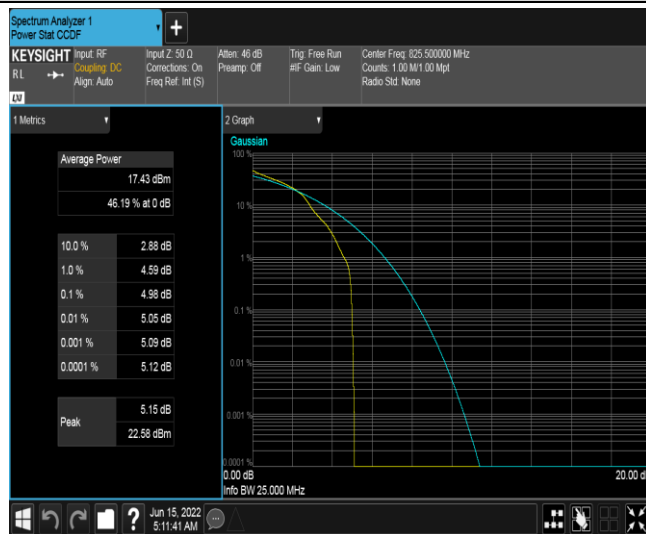 Spectrum Analyzer 1
Power Stat CCDF
+
KEYSIGHT Input: RF
RL Coupling: DC
Align: Auto
Input Z: 50 Ω
Corrections: On
Freq Ref: Int (S)
Atten: 46 dB
Preamp: Off
Trig: Free Run
#IF Gain: Low
Center Freq: 825.500000 MHz
Counts: 1.00 M/1.00 Mpt
Radio Std: None
LXI
1 Metrics
Average Power
17.43 dBm
46.19 % at 0 dB
10.0 % 2.88 dB
1.0 % 4.59 dB
0.1 % 4.98 dB
0.01 % 5.05 dB
0.001 % 5.09 dB
0.0001 % 5.12 dB
Peak 5.15 dB
22.58 dBm
2 Graph
Gaussian
100 %
10 %
1 %
0.1 %
0.01 %
0.001 %
0.0001 %
0.00 dB 20.00 d
Info BW 25.000 MHz
? Jun 15, 2022
5:11:41 AM